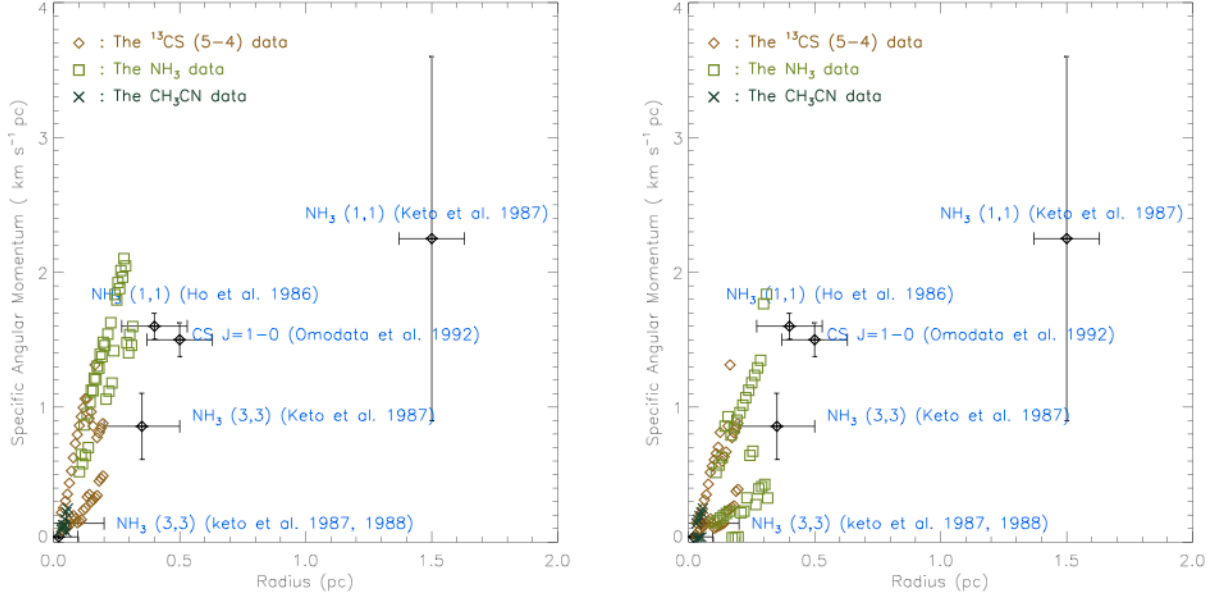 4
◇ : The ¹³CS (5−4) data
□ : The NH₃ data
× : The CH₃CN data
3
NH₃ (1,1) (Keto et al. 1987)
2
NH₃ (1,1) (Ho et al. 1986)
CS J=1−0 (Omodata et al. 1992)
1
NH₃ (3,3) (Keto et al. 1987)
NH₃ (3,3) (keto et al. 1987, 1988)
0
0.0 0.5 1.0 1.5 2.0
Radius (pc)
Specific Angular Momentum ( km s⁻¹ pc)
4
◇ : The ¹³CS (5−4) data
□ : The NH₃ data
× : The CH₃CN data
3
NH₃ (1,1) (Keto et al. 1987)
2
NH₃ (1,1) (Ho et al. 1986)
CS J=1−0 (Omodata et al. 1992)
1
NH₃ (3,3) (Keto et al. 1987)
NH₃ (3,3) (keto et al. 1987, 1988)
0
0.0 0.5 1.0 1.5 2.0
Radius (pc)
Specific Angular Momentum ( km s⁻¹ pc)